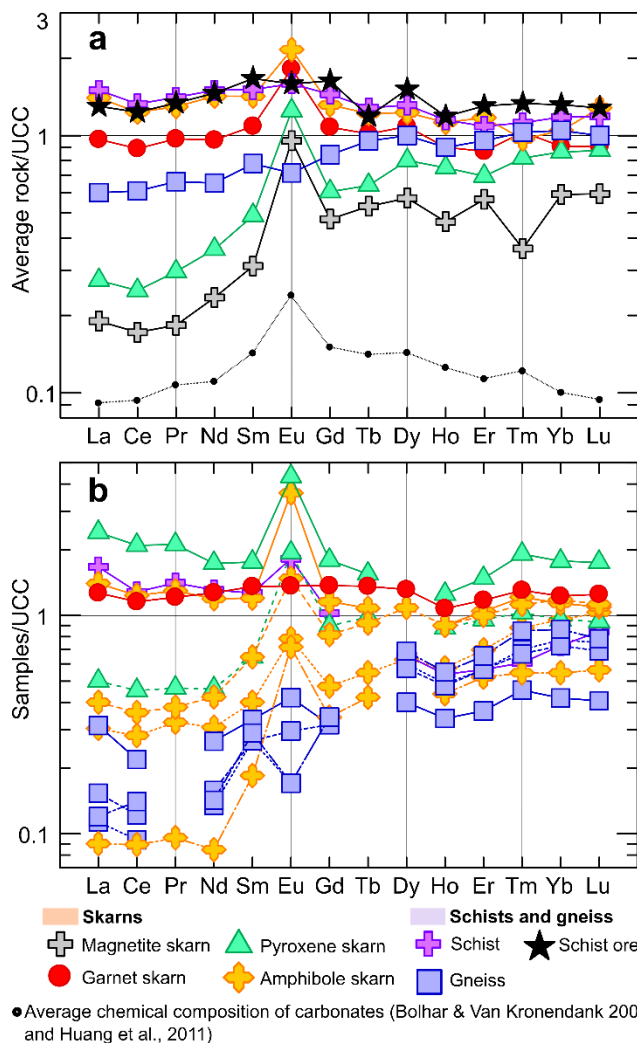 3
a
1
Average rock/UCC
0.1
La Ce Pr Nd Sm Eu Gd Tb Dy Ho Er Tm Yb Lu
b
1
Samples/UCC
0.1
La Ce Pr Nd Sm Eu Gd Tb Dy Ho Er Tm Yb Lu
Skarns Schists and gneiss
Magnetite skarn Pyroxene skarn Schist Schist ore
Garnet skarn Amphibole skarn Gneiss
Average chemical composition of carbonates (Bolhar & Van Kronendank 200
and Huang et al., 2011)